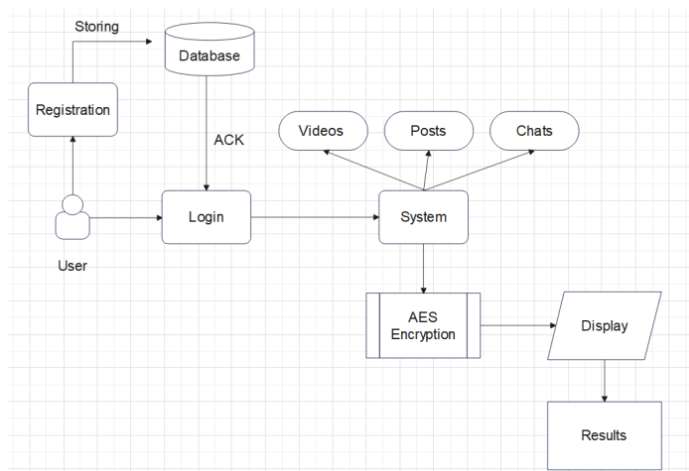 Storing
Database
Registration
Videos
Posts
Chats
ACK
Login
System
User
AES
Encryption
Display
Results